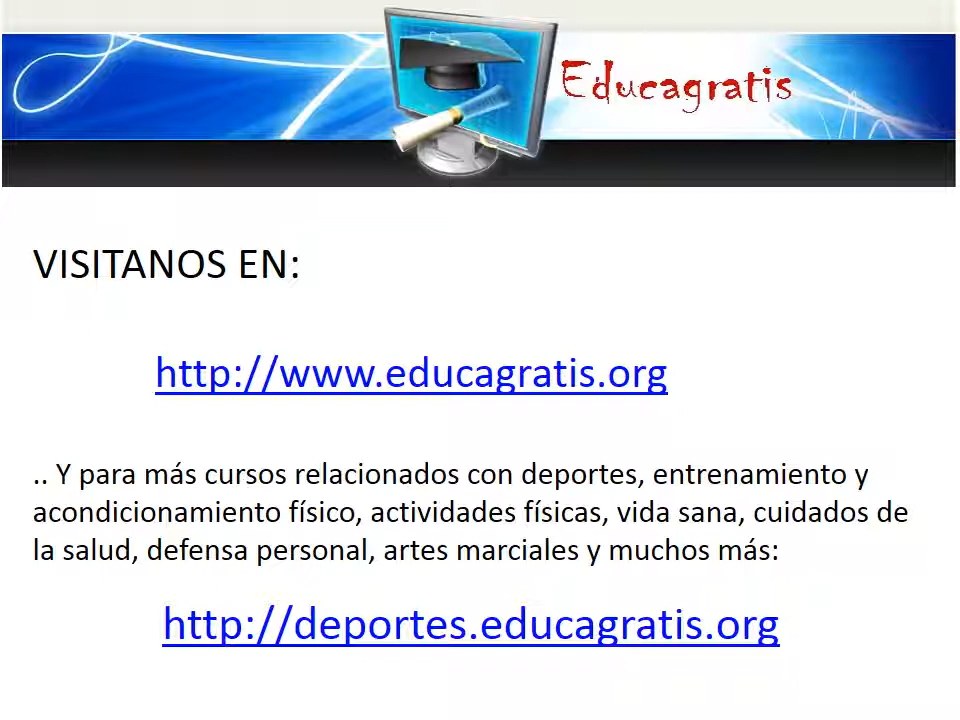 Educagratis
VISITANOS EN:
http://www.educagratis.org
.. Y para más cursos relacionados con deportes, entrenamiento y
acondicionamiento físico, actividades físicas, vida sana, cuidados de
la salud, defensa personal, artes marciales y muchos más:
http://deportes.educagratis.org